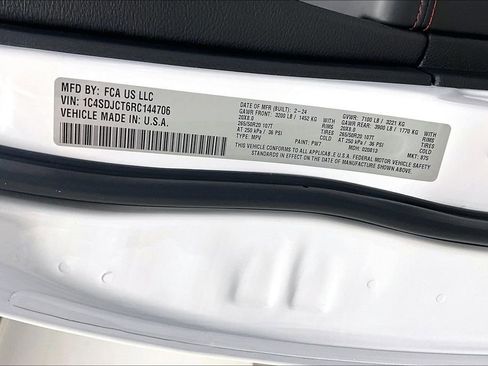 MFD BY: FCA US LLC
VIN: 1C4SDJCT6RC144706
VEHICLE MADE IN: U.S.A.
DATE OF MFR (BUILT): 2-24 GVWR: 7100 LB / 3221 KG
GAWR FRONT: 3200 LB / 1452 KG WITH GAWR REAR: 3900 LB / 1770 KG WITH
20X8.0 TIRES 20X8.0 TIRES
265/50R20 107T COLD 265/50R20 107T COLD
AT 250 kPa / 36 PSI AT 250 kPa / 36 PSI
TYPE: MPV PAINT: PW7 MDH: 020813 MKT: 875
THIS VEHICLE CONFORMS TO ALL APPLICABLE U.S.A. FEDERAL MOTOR VEHICLE SAFETY
STANDARDS IN EFFECT ON THE DATE OF MANUFACTURE SHOWN ABOVE.